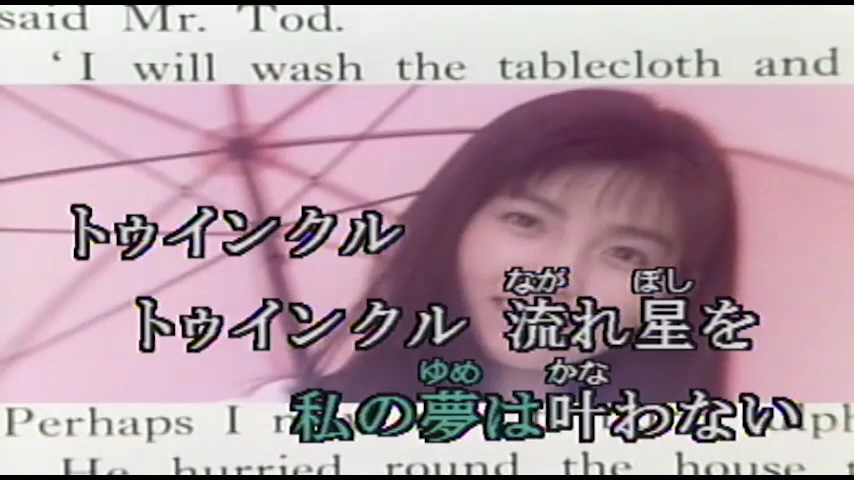 said Mr. Tod.
‘I will wash the tablecloth and
トゥインクル
トゥインクル 流れ星を
なが ぼし
私の夢は叶わない
ゆめ かな
Perhaps I
He hurried round the house